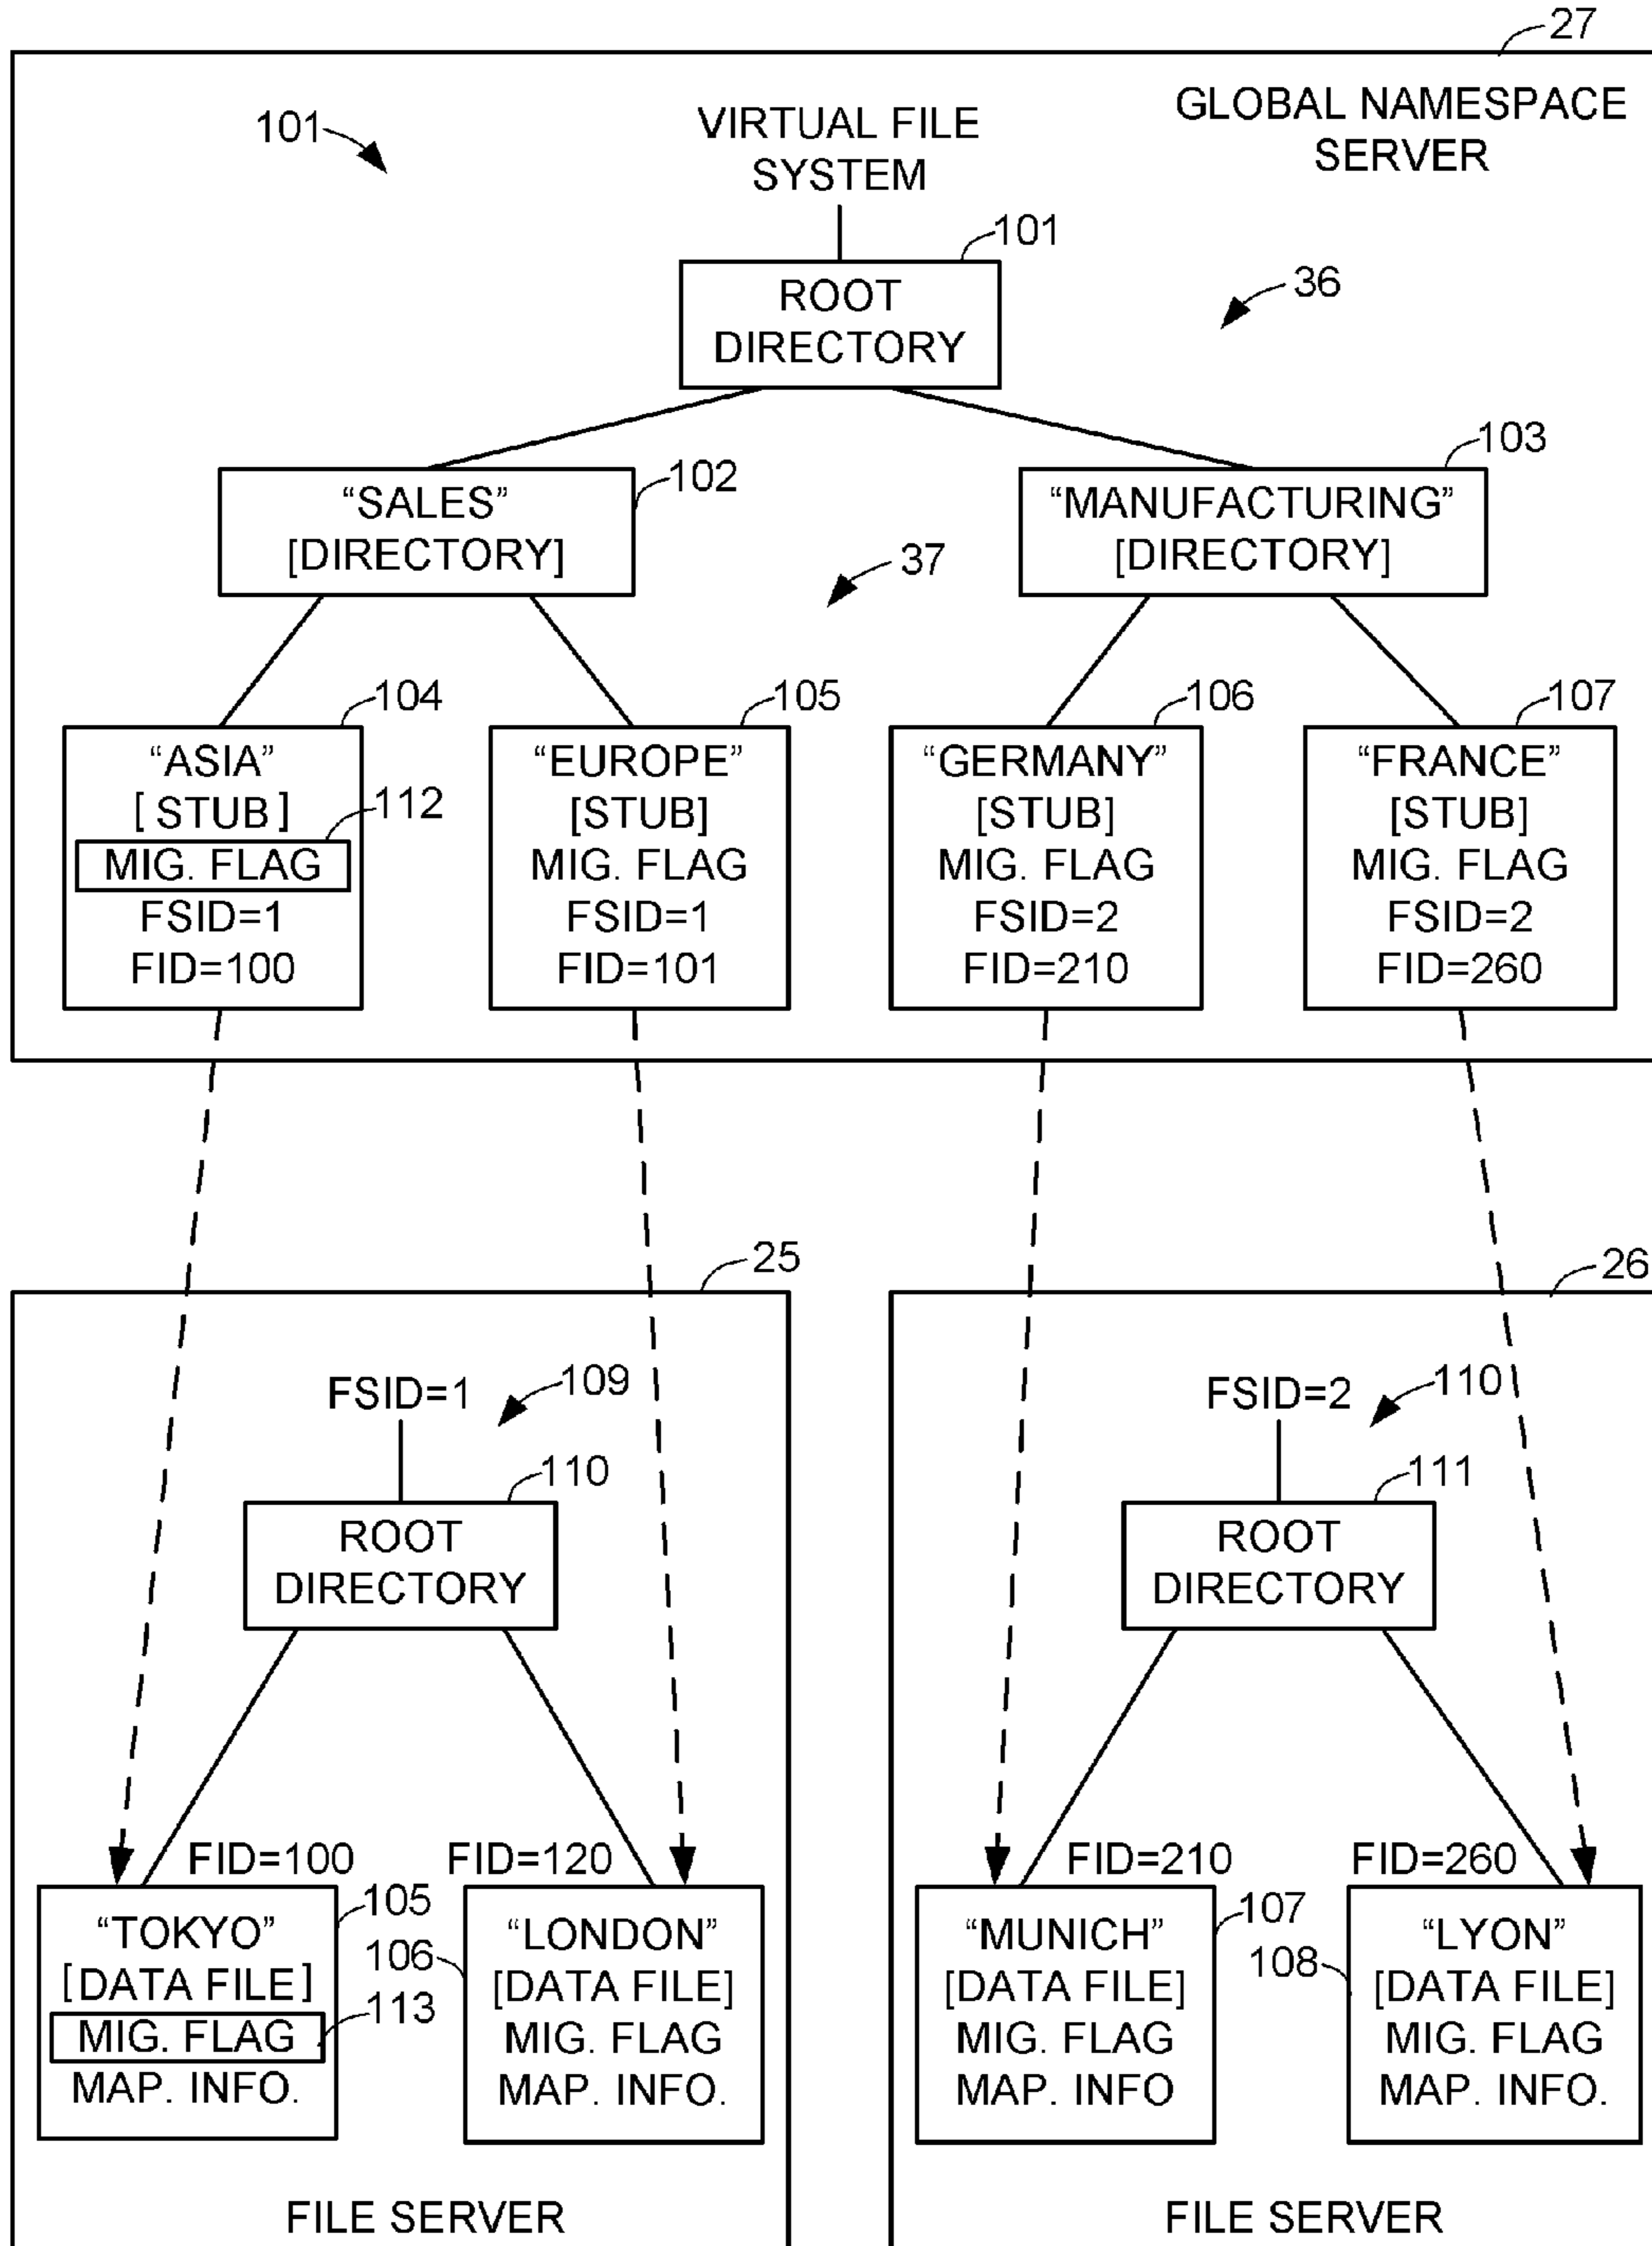 27
GLOBAL NAMESPACE
SERVER
101
VIRTUAL FILE
SYSTEM
101
ROOT
DIRECTORY
36
102
“SALES”
[DIRECTORY]
103
“MANUFACTURING”
[DIRECTORY]
37
104
“ASIA”
[ STUB ]
112
MIG. FLAG
FSID=1
FID=100
105
“EUROPE”
[STUB]
MIG. FLAG
FSID=1
FID=101
106
“GERMANY”
[STUB]
MIG. FLAG
FSID=2
FID=210
107
“FRANCE”
[STUB]
MIG. FLAG
FSID=2
FID=260
25
FSID=1
109
110
ROOT
DIRECTORY
FID=100
FID=120
105
“TOKYO”
[DATA FILE]
113
MIG. FLAG
MAP. INFO.
106
“LONDON”
[DATA FILE]
MIG. FLAG
MAP. INFO.
FILE SERVER
26
FSID=2
110
111
ROOT
DIRECTORY
FID=210
FID=260
107
“MUNICH”
[DATA FILE]
MIG. FLAG
MAP. INFO
108
“LYON”
[DATA FILE]
MIG. FLAG
MAP. INFO.
FILE SERVER